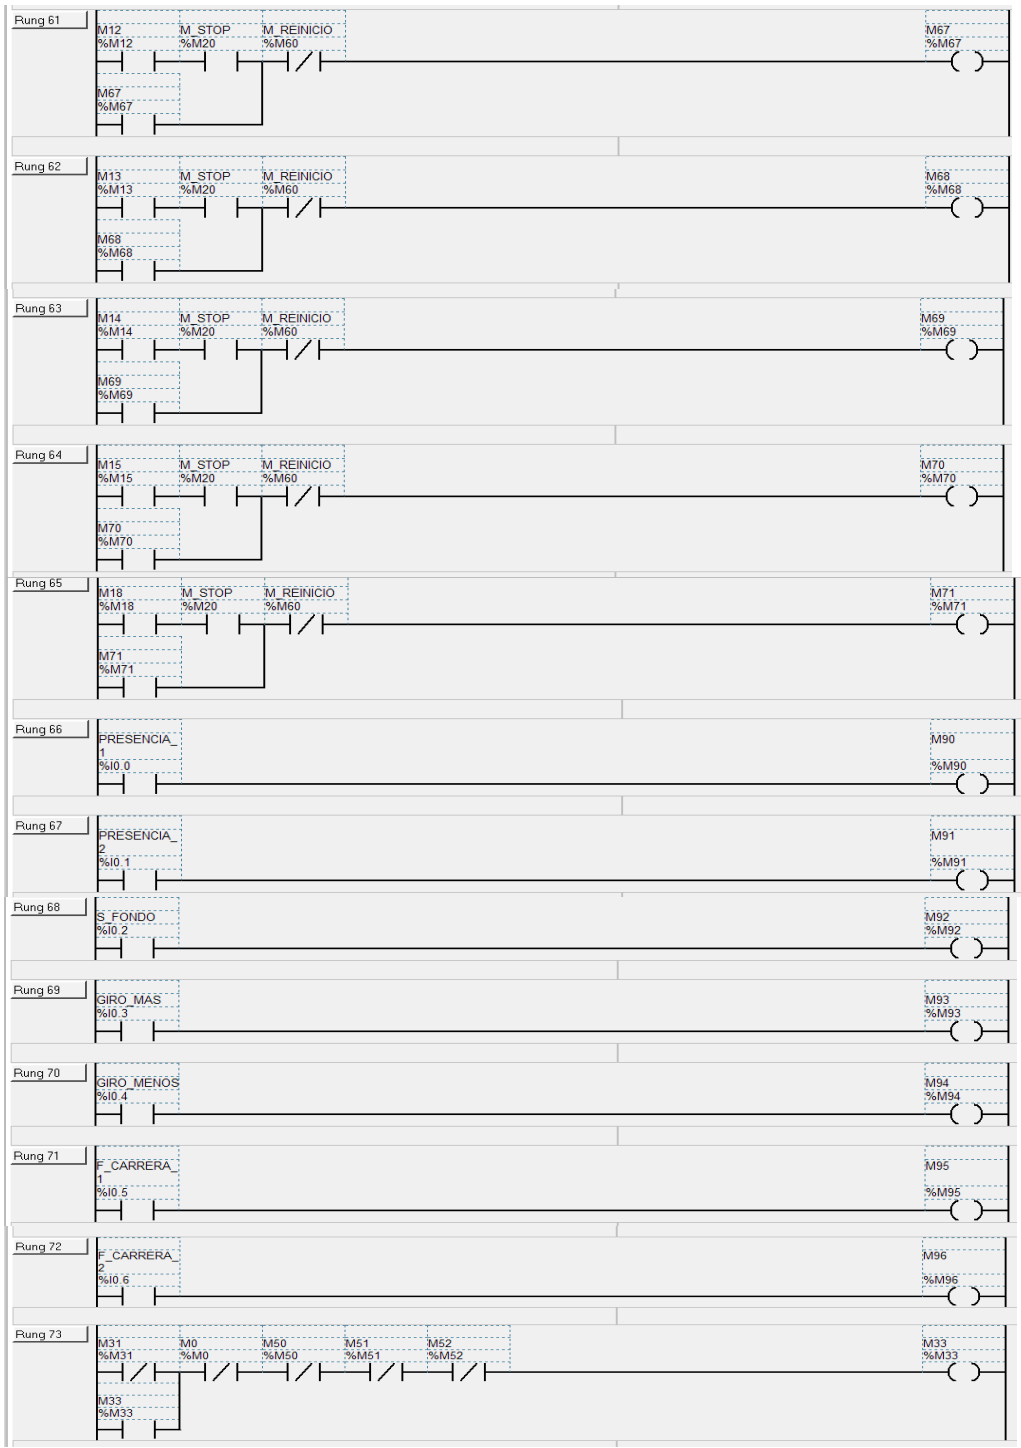 Rung 61
M12 M_STOP M_REINICIO M67
%M12 %M20 %M60 %M67
M67
%M67
Rung 62
M13 M_STOP M_REINICIO M68
%M13 %M20 %M60 %M68
M68
%M68
Rung 63
M14 M_STOP M_REINICIO M69
%M14 %M20 %M60 %M69
M69
%M69
Rung 64
M15 M_STOP M_REINICIO M70
%M15 %M20 %M60 %M70
M70
%M70
Rung 65
M18 M_STOP M_REINICIO M71
%M18 %M20 %M60 %M71
M71
%M71
Rung 66
PRESENCIA_ M90
1
%I0.0 %M90
Rung 67
PRESENCIA_ M91
2
%I0.1 %M91
Rung 68
S_FONDO M92
%I0.2 %M92
Rung 69
GIRO_MAS M93
%I0.3 %M93
Rung 70
GIRO_MENOS M94
%I0.4 %M94
Rung 71
F_CARRERA_ M95
1
%I0.5 %M95
Rung 72
F_CARRERA_ M96
2
%I0.6 %M96
Rung 73
M31 M0 M50 M51 M52 M33
%M31 %M0 %M50 %M51 %M52 %M33
M33
%M33